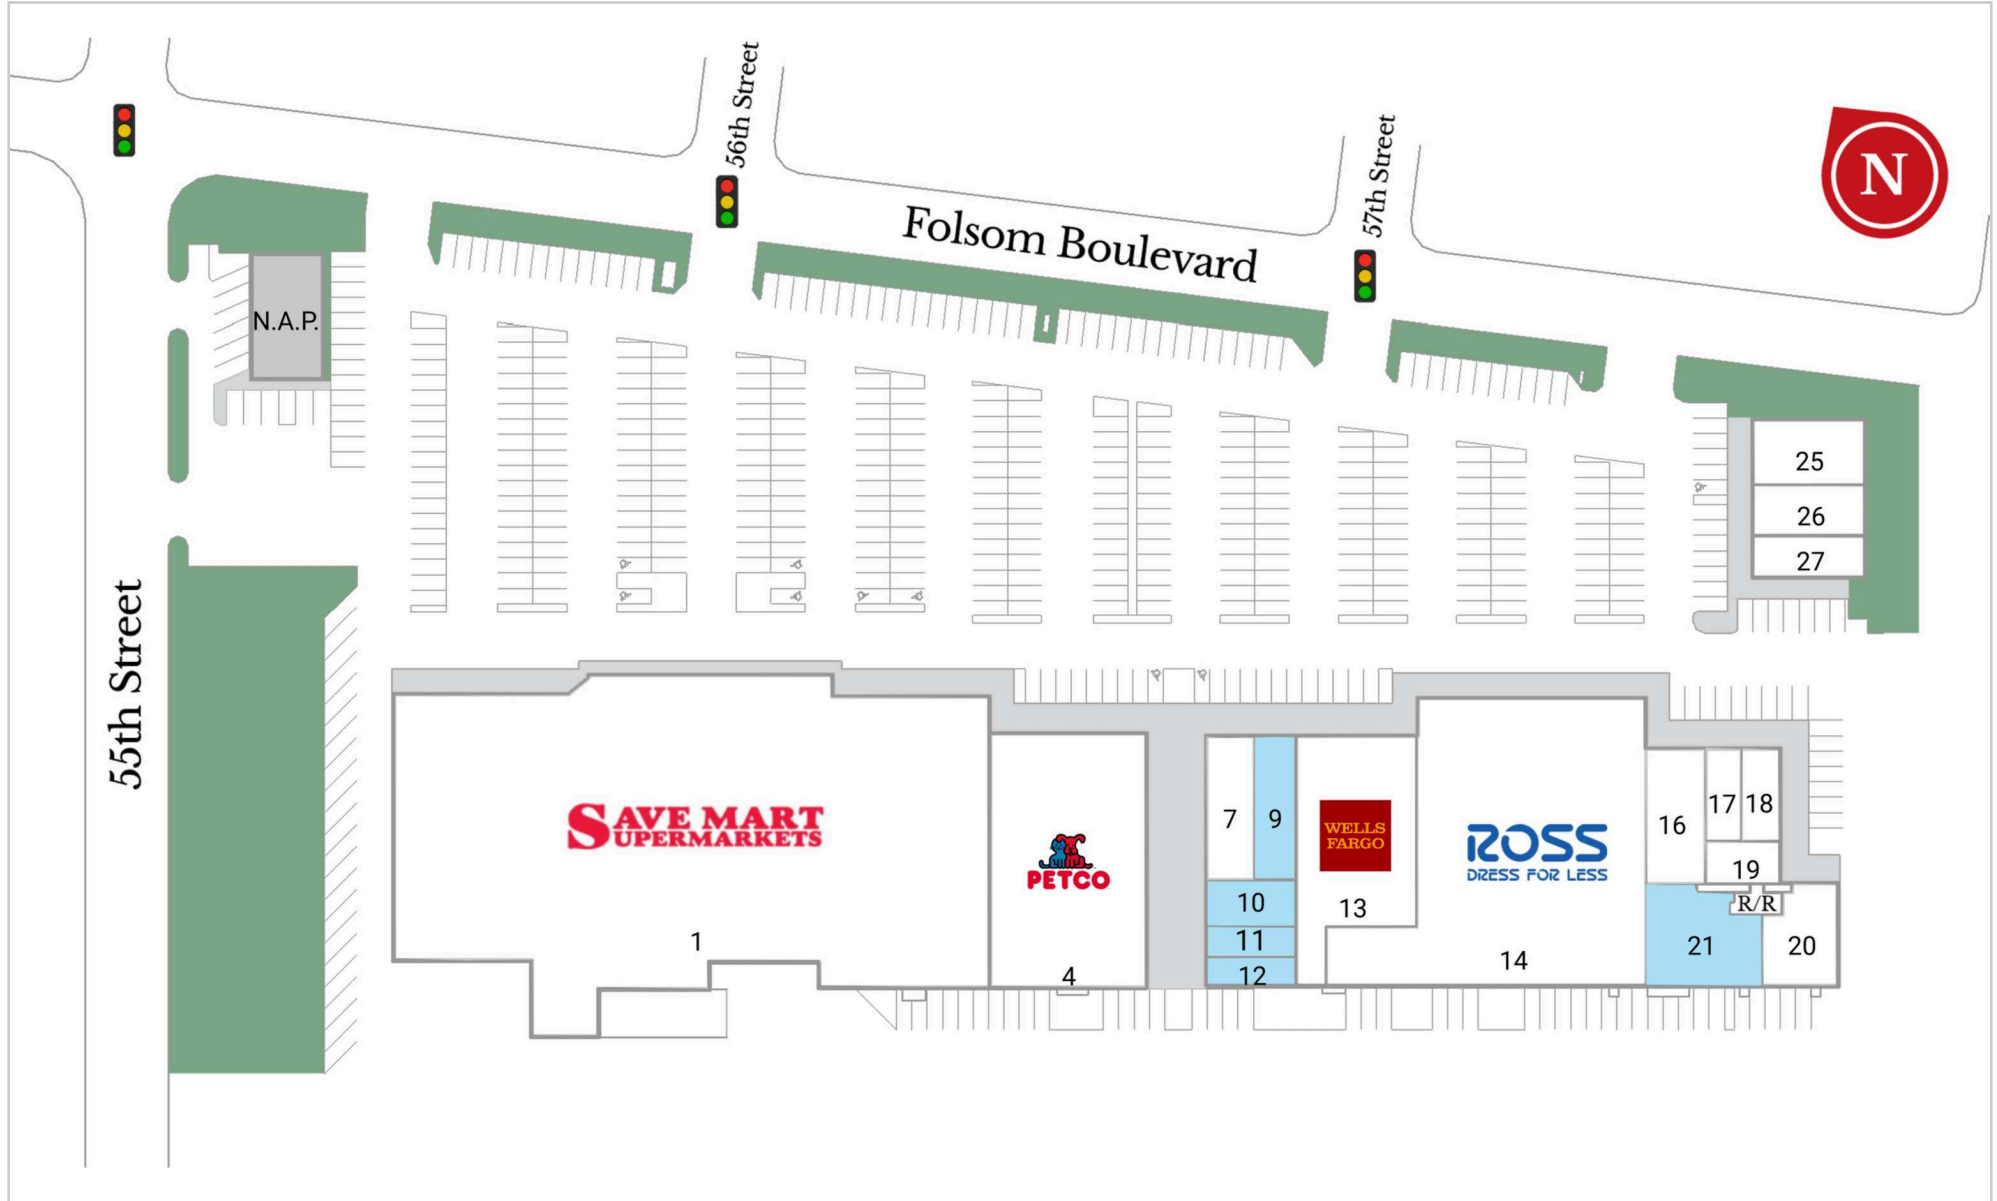 56th Street
57th Street
N
Folsom Boulevard
N.A.P.
25
26
27
55th Street
SAVE MART
SUPERMARKETS
1
PETCO
4
7
9
10
11
12
WELLS
FARGO
13
ROSS
DRESS FOR LESS
14
16
17
18
19
R/R
21
20